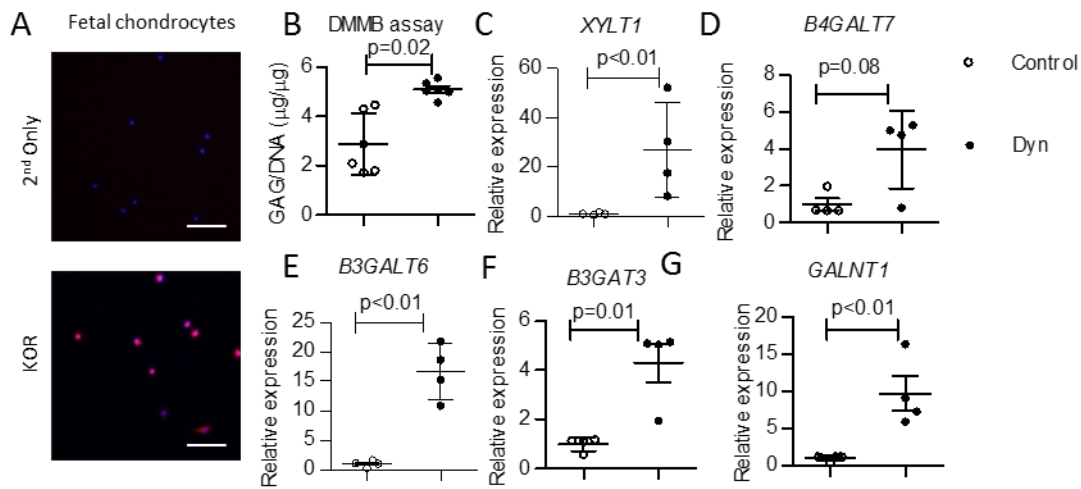 A
Fetal chondrocytes
2nd Only
KOR
B
DMMB assay
p=0.02
GAG/DNA (µg/µg)
6
4
2
0
C
XYLT1
p<0.01
Relative expression
60
40
20
0
D
B4GALT7
p=0.08
Relative expression
8
6
4
2
0
Control
Dyn
E
B3GALT6
p<0.01
Relative expression
25
20
15
10
5
0
F
B3GAT3
p=0.01
Relative expression
6
4
2
0
G
GALNT1
p<0.01
Relative expression
20
15
10
5
0